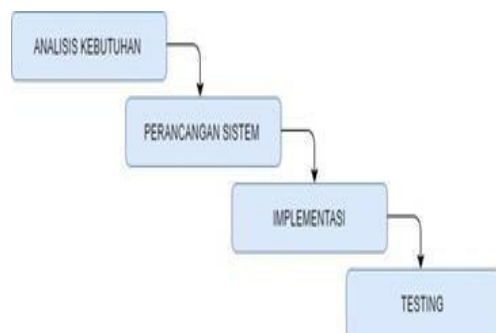 ANALISIS KEBUTUHAN
PERANCANGAN SISTEM
IMPLEMENTASI
TESTING